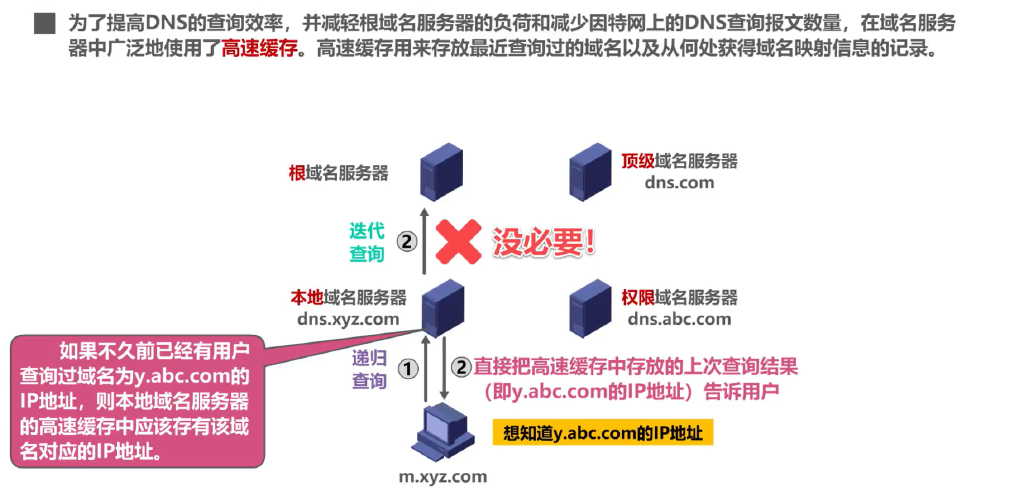 为了提高DNS的查询效率，并减轻根域名服务器的负荷和减少因特网上的DNS查询报文数量，在域名服务
器中广泛地使用了高速缓存。高速缓存用来存放最近查询过的域名以及从何处获得域名映射信息的记录。
根域名服务器
顶级域名服务器
dns.com
迭代
查询
②
没必要！
本地域名服务器
dns.xyz.com
权限域名服务器
dns.abc.com
如果不久前已经有用户
查询过域名为y.abc.com的
IP地址，则本地域名服务器
的高速缓存中应该存有该域
名对应的IP地址。
递归
查询
①
②
直接把高速缓存中存放的上次查询结果
（即y.abc.com的IP地址）告诉用户
想知道y.abc.com的IP地址
m.xyz.com